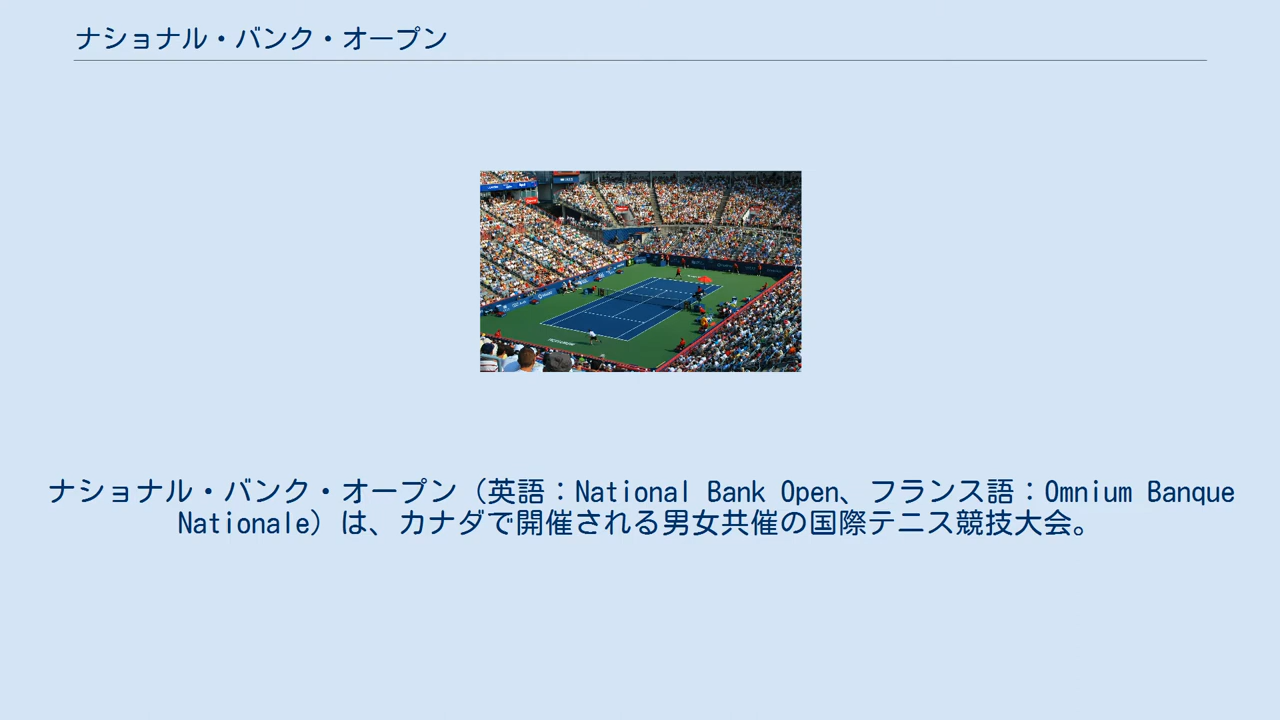 ナショナル・バンク・オープン
ナショナル・バンク・オープン（英語：National Bank Open、フランス語：Omnium Banque
Nationale）は、カナダで開催される男女共催の国際テニス競技大会。